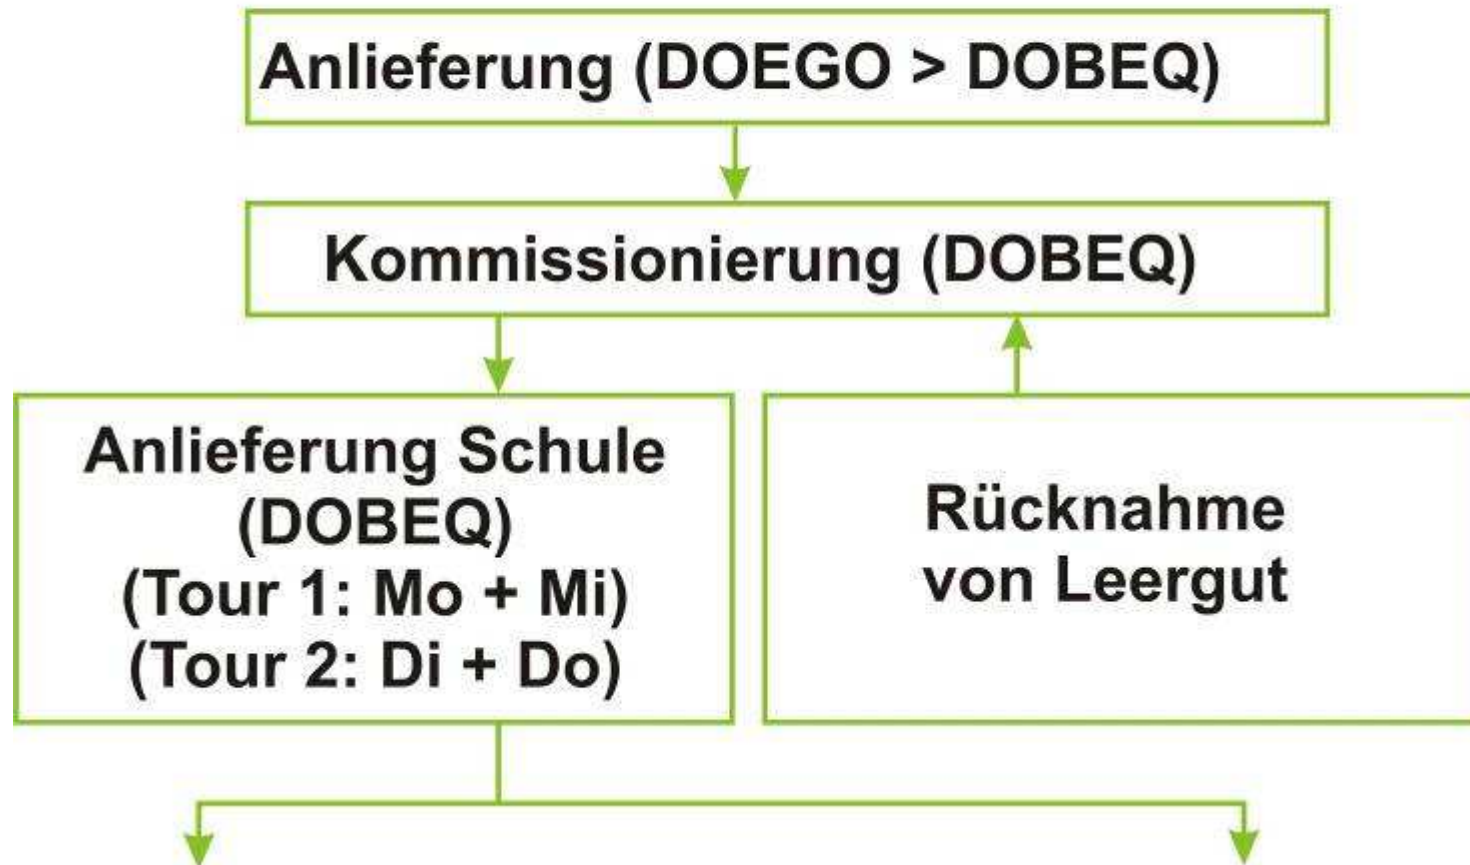 Anlieferung (DOEGO > DOBEQ)
Kommissionierung (DOBEQ)
Anlieferung Schule
(DOBEQ)
(Tour 1: Mo + Mi)
(Tour 2: Di + Do)
Rücknahme
von Leergut